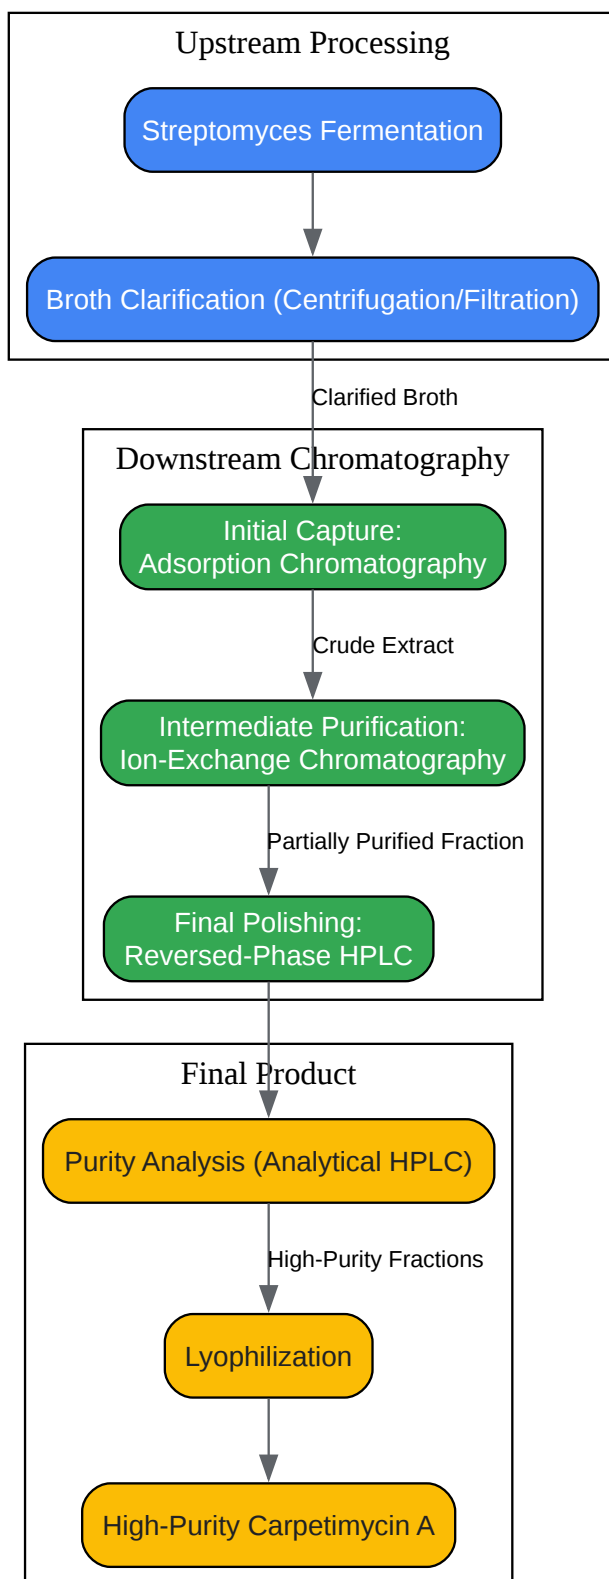 Upstream Processing
Streptomyces Fermentation
Broth Clarification (Centrifugation/Filtration)
Clarified Broth
Downstream Chromatography
Initial Capture:
Adsorption Chromatography
Crude Extract
Intermediate Purification:
Ion-Exchange Chromatography
Partially Purified Fraction
Final Polishing:
Reversed-Phase HPLC
Final Product
Purity Analysis (Analytical HPLC)
High-Purity Fractions
Lyophilization
High-Purity Carpetimycin A